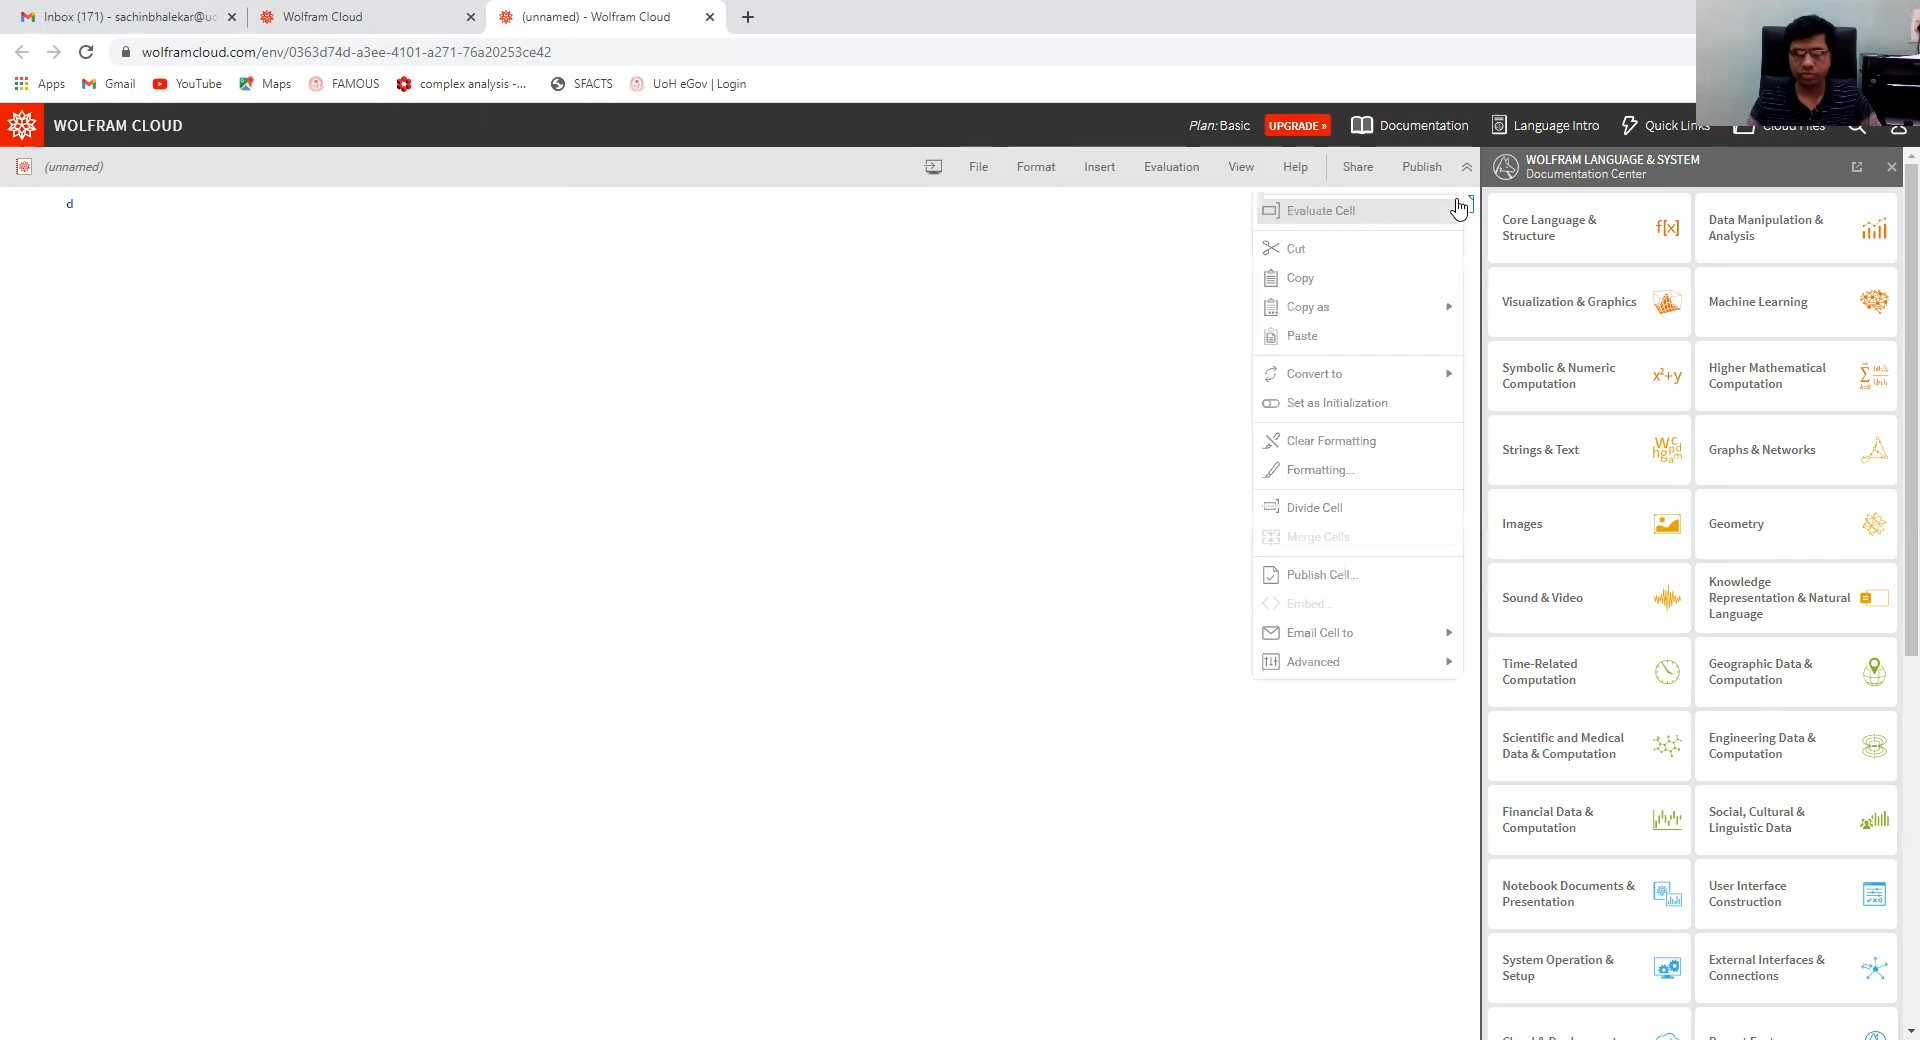 Inbox (171) - sachinbhalekar@uo
Wolfram Cloud
(unnamed) - Wolfram Cloud
wolframcloud.com/env/0363d74d-a3ee-4101-a271-76a20253ce42
Apps
Gmail
YouTube
Maps
FAMOUS
complex analysis -...
SFACTS
UoH eGov | Login
WOLFRAM CLOUD
Plan: Basic
UPGRADE »
Documentation
Language Intro
Quick Links
Cloud Files
(unnamed)
File
Format
Insert
Evaluation
View
Help
Share
Publish
WOLFRAM LANGUAGE & SYSTEM
Documentation Center
d
Evaluate Cell
Cut
Copy
Copy as
Paste
Convert to
Set as Initialization
Clear Formatting
Formatting...
Divide Cell
Merge Cells
Publish Cell...
Embed...
Email Cell to
Advanced
Core Language &
Structure
f[x]
Data Manipulation &
Analysis
Visualization & Graphics
Machine Learning
Symbolic & Numeric
Computation
x²+y
Higher Mathematical
Computation
Strings & Text
Graphs & Networks
Images
Geometry
Sound & Video
Knowledge
Representation & Natural
Language
Time-Related
Computation
Geographic Data &
Computation
Scientific and Medical
Data & Computation
Engineering Data &
Computation
Financial Data &
Computation
Social, Cultural &
Linguistic Data
Notebook Documents &
Presentation
User Interface
Construction
System Operation &
Setup
External Interfaces &
Connections